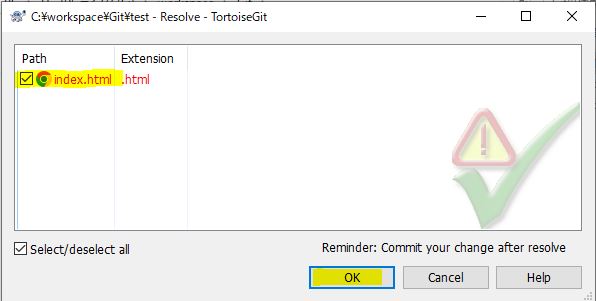 C:¥workspace¥Git¥test - Resolve - TortoiseGit
Path Extension
index.html .html
Select/deselect all
Reminder: Commit your change after resolve
OK Cancel Help